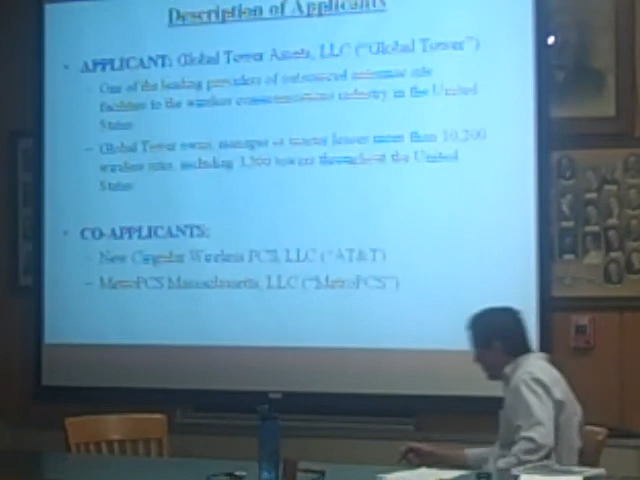 Description of Applicants
• APPLICANT: Global Tower Assets, LLC ("Global Tower")
– One of the leading providers of outsourced antennae site
facilities to the wireless communications industry in the United
States
– Global Tower owns, manages or master leases more than 10,200
wireless sites, including 3,500 towers throughout the United
States
• CO-APPLICANTS:
– New Cingular Wireless PCS, LLC ("AT&T")
– MetroPCS Massachusetts, LLC ("MetroPCS")